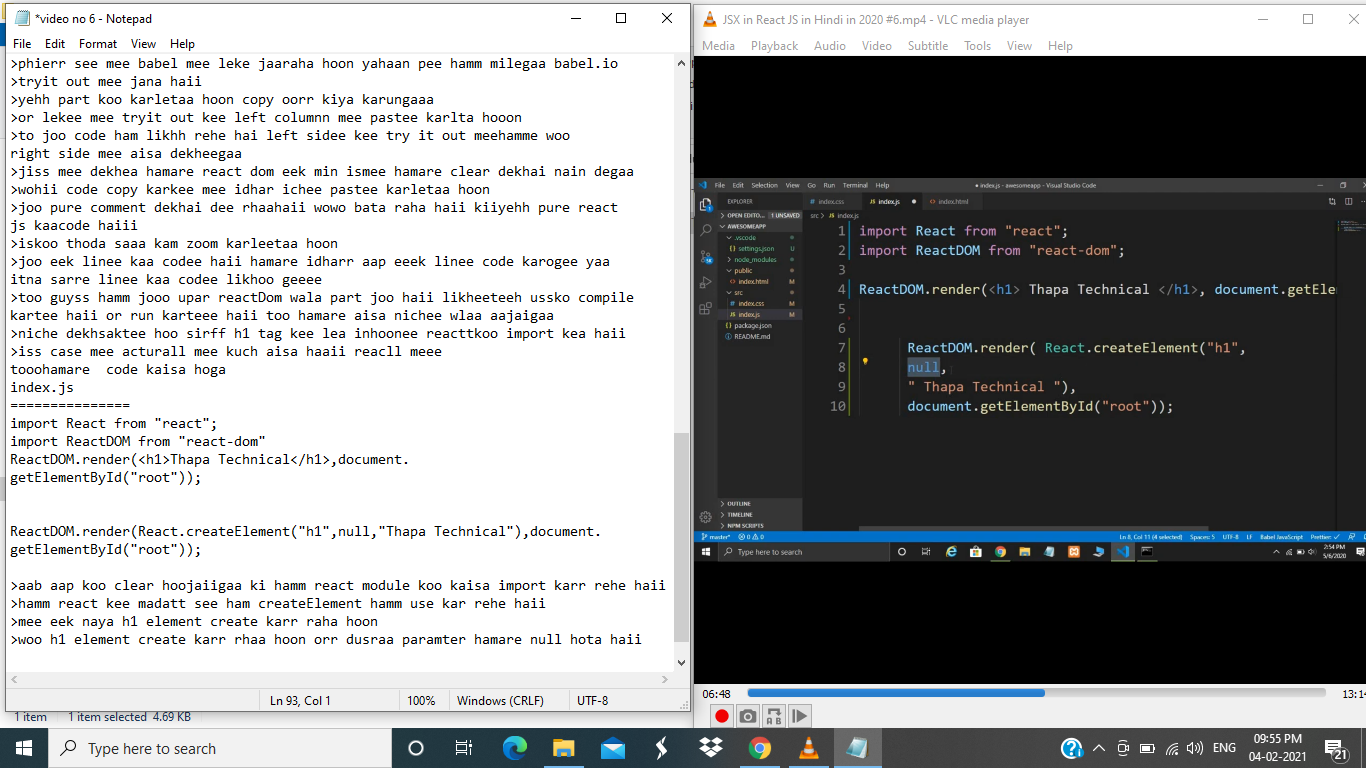 *video no 6 - Notepad
File Edit Format View Help
>phierr see mee babel mee leke jaaraha hoon yahaan pee hamm milegaa babel.io
>tryit out mee jana haii
>yehh part koo karletaa hoon copy oorr kiya karungaaa
>or lekee mee tryit out kee left columnn mee pastee karlta hooon
>to joo code ham likhh rehe hai left sidee kee try it out meehamme woo
right side mee aisa dekheegaa
>jiss mee dekhea hamare react dom eek min ismee hamare clear dekhai nain degaa
>wohii code copy karkee mee idhar ichee pastee karletaa hoon
>joo pure comment dekhai dee rhaahaii wowo bata raha haii kiiyehh pure react
js kaacode haiii
>iskoo thoda saaa kam zoom karleetaa hoon
>joo eek linee kaa codee haii hamare idharr eap eeek linee code karogee yaa
itna sarre linee kaa codee likhoo geeee
>too guyss hamm jooo upar reactDom wala part joo haii likheeteeh ussko compile
kartee haii or run karteee haii too hamare aisa nichee wlaa aajaigaa
>niche dekhsaktee hoo sirff h1 tag kee lea inhoonee reacttkoo import kea haii
>iss case mee acturall mee kuch aisa haaii reacll meee
tooohamare  code kaisa hoga
index.js
===============
import React from "react";
import ReactDOM from "react-dom"
ReactDOM.render(<h1>Thapa Technical</h1>,document.
getElementById("root"));
ReactDOM.render(React.createElement("h1",null,"Thapa Technical"),document.
getElementById("root"));
>aab aap koo clear hoojaiigaa ki hamm react module koo kaisa import karr rehe haii
>hamm react kee madatt see ham createElement hamm use kar rehe haii
>mee eek naya h1 element create karr raha hoon
>woo h1 element create karr rhaa hoon orr dusraa paramter hamare null hota haii
Ln 93, Col 1 100% Windows (CRLF) UTF-8
1 item 1 item selected 4.69 KB
JSX in React JS in Hindi in 2020 #6.mp4 - VLC media player
Media Playback Audio Video Subtitle Tools View Help
File Edit Selection View Go Run Terminal Help ● index.js - awesomeapp - Visual Studio Code
EXPLORER
index.css index.js index.html
OPEN EDITO... 1 UNSAVED
src > index.js
AWESOMEAPP
.vscode
settings.json U
node_modules
public
index.html M
src
index.css M
index.js M
package.json
README.md
OUTLINE
TIMELINE
NPM SCRIPTS
1 import React from "react";
2 import ReactDOM from "react-dom";
3
4 ReactDOM.render(<h1> Thapa Technical </h1>, document.getEle
5
6
7 ReactDOM.render( React.createElement("h1",
8 null,
9 " Thapa Technical "),
10 document.getElementById("root"));
master* 0 0 Ln 8, Col 11 (4 selected) Spaces: 5 UTF-8 LF Babel JavaScript Prettier: ✓
Type here to search
2:54 PM
5/6/2020
06:48 13:14
A B
Type here to search
ENG
09:55 PM
04-02-2021
21